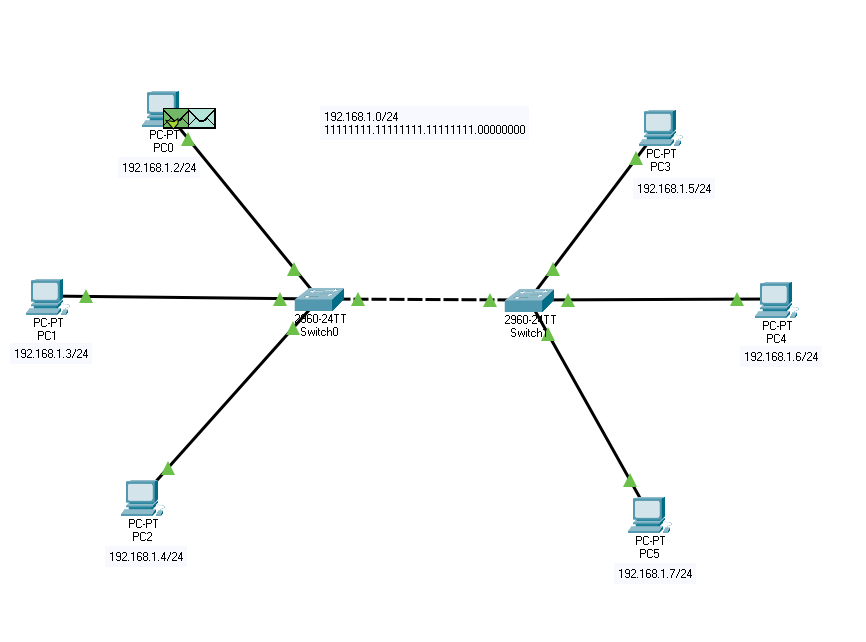 192.168.1.0/24
11111111.11111111.11111111.00000000
PC-PT
PC0
192.168.1.2/24
PC-PT
PC3
192.168.1.5/24
PC-PT
PC1
192.168.1.3/24
2960-24TT
Switch0
2960-24TT
Switch1
PC-PT
PC4
192.168.1.6/24
PC-PT
PC2
192.168.1.4/24
PC-PT
PC5
192.168.1.7/24